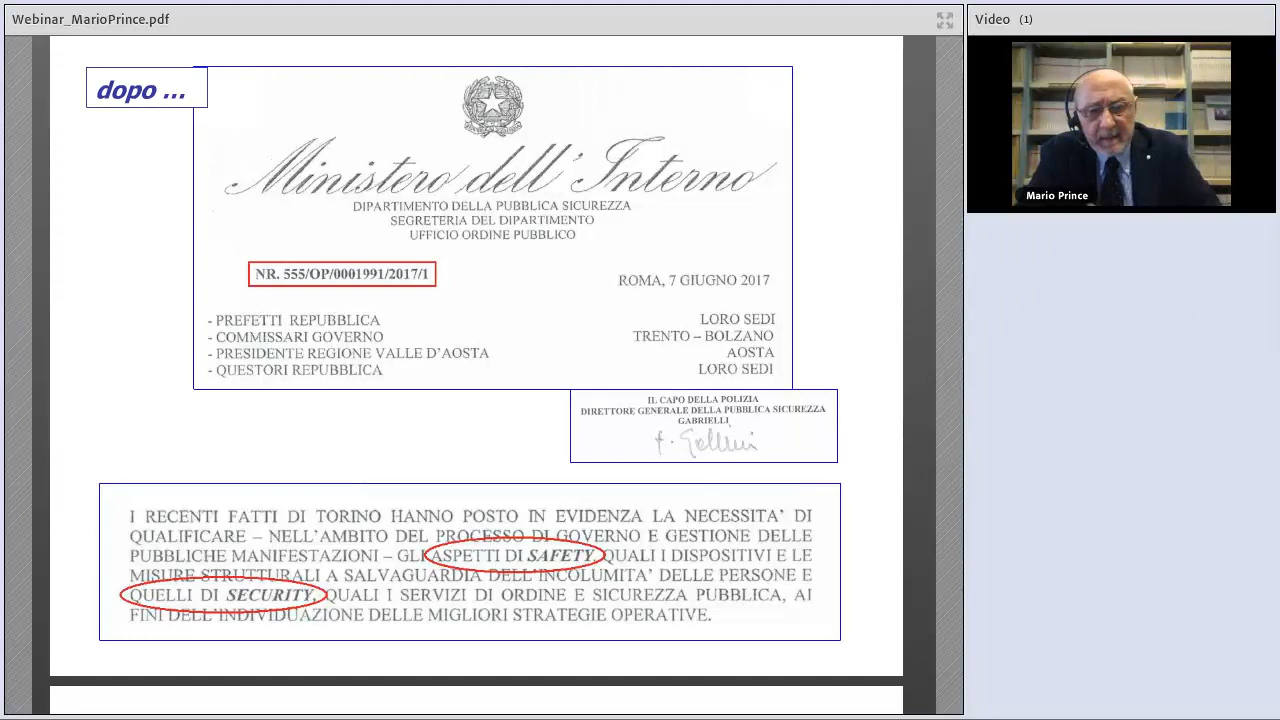 Webinar_MarioPrince.pdf
Video (1)
Mario Prince
dopo ...
Ministero dell'Interno
DIPARTIMENTO DELLA PUBBLICA SICUREZZA
SEGRETERIA DEL DIPARTIMENTO
UFFICIO ORDINE PUBBLICO
NR. 555/OP/0001991/2017/1
ROMA, 7 GIUGNO 2017
- PREFETTI REPUBBLICA LORO SEDI
- COMMISSARI GOVERNO TRENTO – BOLZANO
- PRESIDENTE REGIONE VALLE D'AOSTA AOSTA
- QUESTORI REPUBBLICA LORO SEDI
IL CAPO DELLA POLIZIA
DIRETTORE GENERALE DELLA PUBBLICA SICUREZZA
GABRIELLI
I RECENTI FATTI DI TORINO HANNO POSTO IN EVIDENZA LA NECESSITA' DI
QUALIFICARE – NELL'AMBITO DEL PROCESSO DI GOVERNO E GESTIONE DELLE
PUBBLICHE MANIFESTAZIONI – GLI ASPETTI DI SAFETY, QUALI I DISPOSITIVI E LE
MISURE STRUTTURALI A SALVAGUARDIA DELL'INCOLUMITA' DELLE PERSONE E
QUELLI DI SECURITY, QUALI I SERVIZI DI ORDINE E SICUREZZA PUBBLICA, AI
FINI DELL'INDIVIDUAZIONE DELLE MIGLIORI STRATEGIE OPERATIVE.